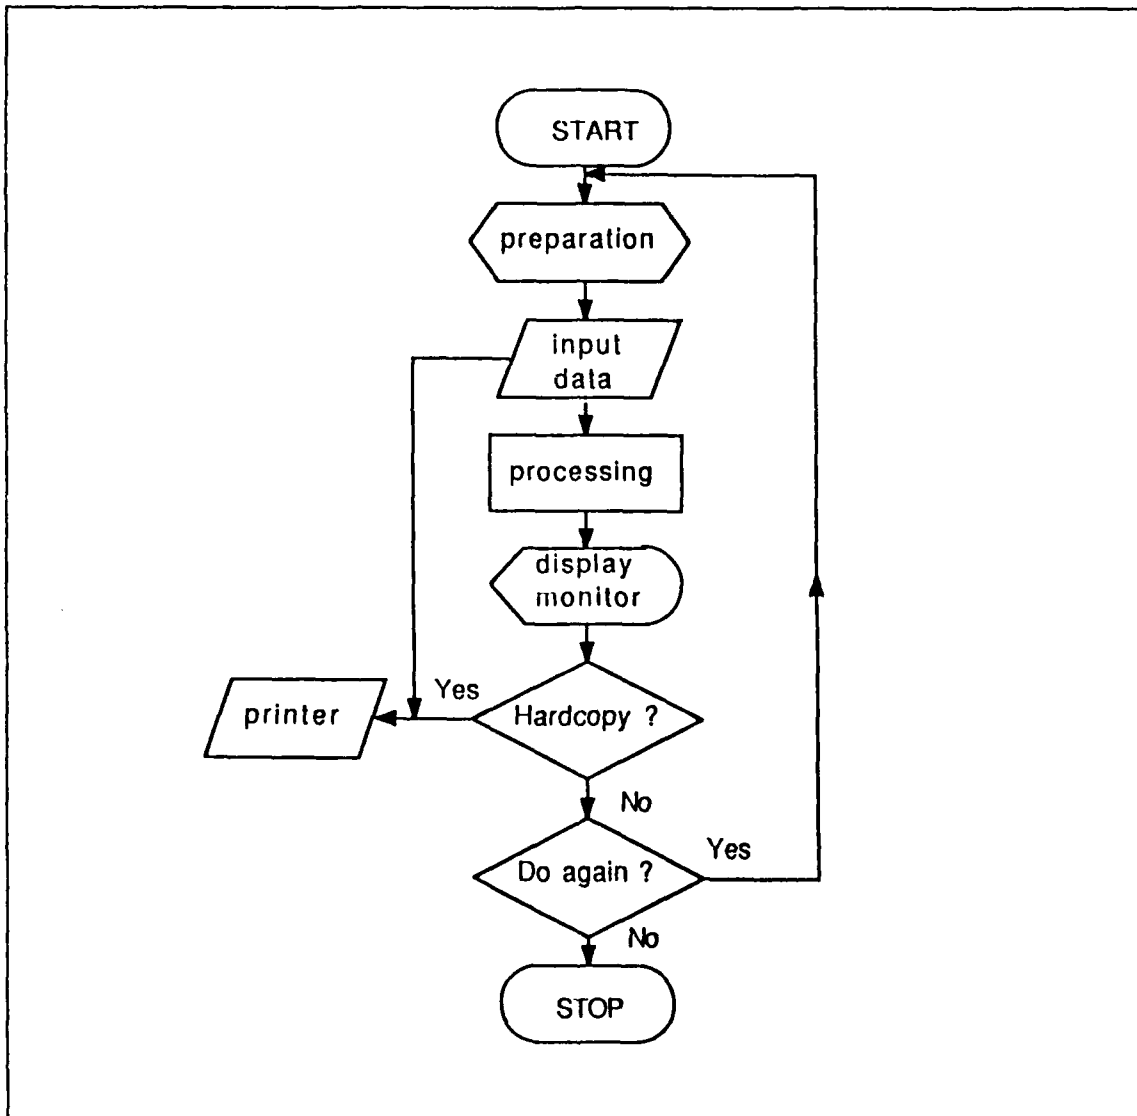 START
preparation
input
data
processing
display
monitor
Yes
printer
Hardcopy ?
No
Do again ?
Yes
No
STOP